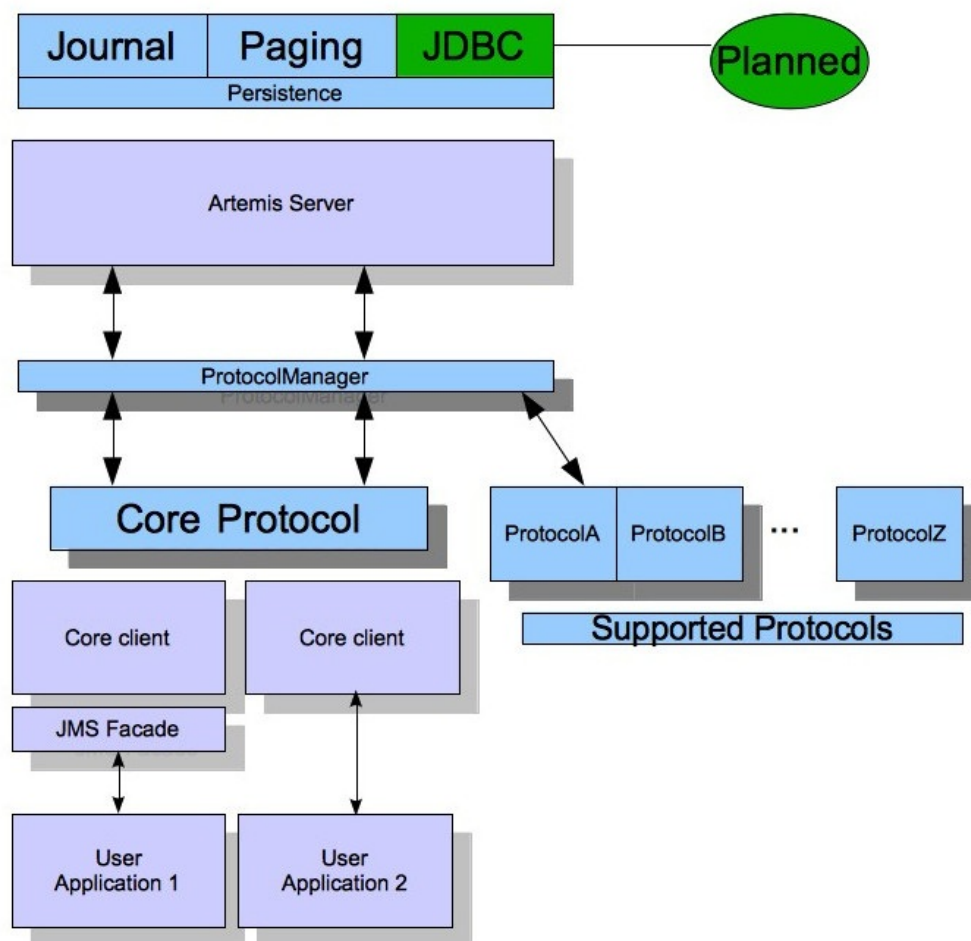 Journal
Paging
JDBC
Planned
Persistence
Artemis Server
ProtocolManager
ProtocolManager
Core Protocol
ProtocolA
ProtocolB
...
ProtocolZ
Supported Protocols
Core client
Core client
JMS Facade
User
Application 1
User
Application 2